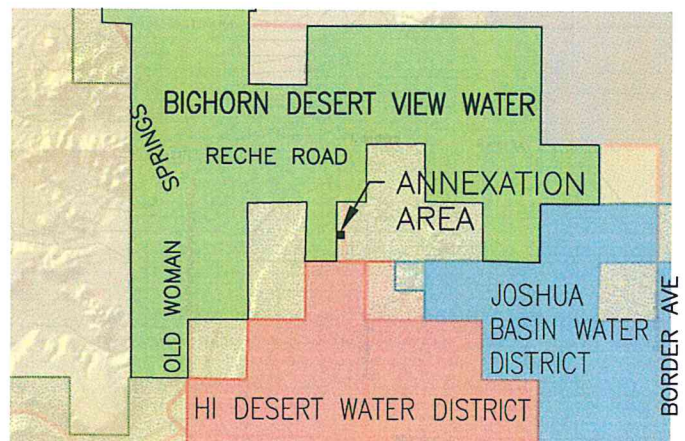 BIGHORN DESERT VIEW WATER
SPRINGS
RECHE ROAD
ANNEXATION
AREA
OLD WOMAN
JOSHUA
BASIN WATER
DISTRICT
BORDER AVE
HI DESERT WATER DISTRICT